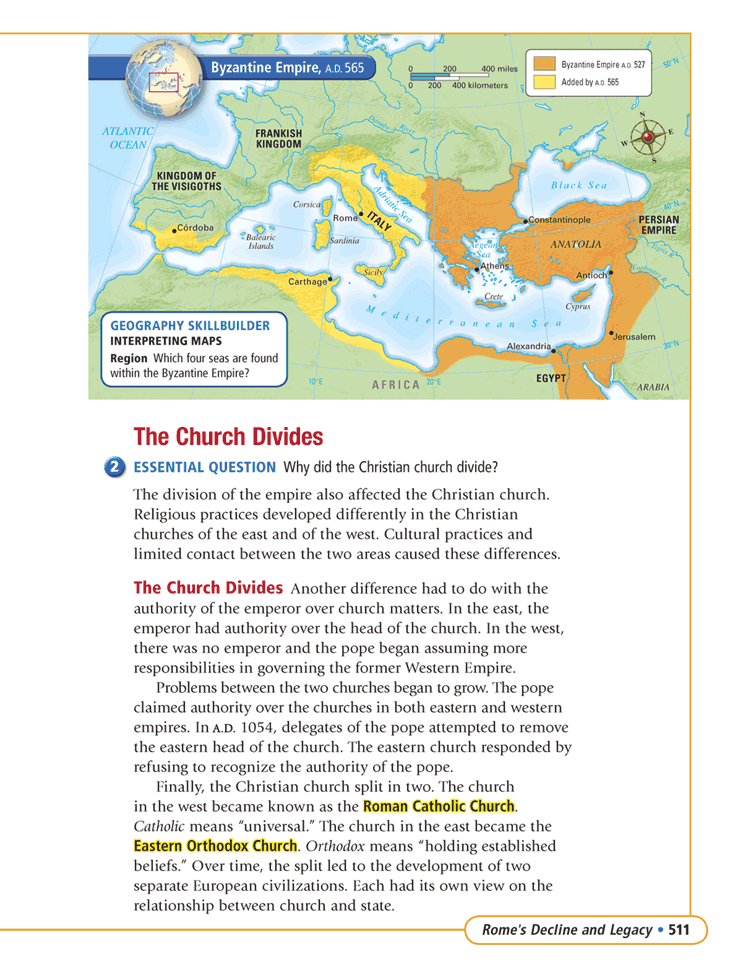 Byzantine Empire, A.D. 565
0 200 400 miles
0 200 400 kilometers
Byzantine Empire A.D. 527
Added by A.D. 565
50°N
ATLANTIC
OCEAN
FRANKISH
KINGDOM
Danube River
N
W E
S
KINGDOM OF
THE VISIGOTHS
Black Sea
Corsica
Adriatic Sea
40°N
Rome
ITALY
Constantinople
PERSIAN
EMPIRE
Córdoba
Balearic
Islands
Sardinia
Aegean
Sea
ANATOLIA
Tigris R.
Athens
Euphrates R.
Sicily
Antioch
Carthage
Crete
Cyprus
Mediterranean Sea
Jerusalem
Alexandria
30°N
GEOGRAPHY SKILLBUILDER
INTERPRETING MAPS
Region Which four seas are found
within the Byzantine Empire?
10°E
AFRICA
20°E
EGYPT
ARABIA
The Church Divides
2 ESSENTIAL QUESTION Why did the Christian church divide?
The division of the empire also affected the Christian church.
Religious practices developed differently in the Christian
churches of the east and of the west. Cultural practices and
limited contact between the two areas caused these differences.
The Church Divides Another difference had to do with the
authority of the emperor over church matters. In the east, the
emperor had authority over the head of the church. In the west,
there was no emperor and the pope began assuming more
responsibilities in governing the former Western Empire.
Problems between the two churches began to grow. The pope
claimed authority over the churches in both eastern and western
empires. In A.D. 1054, delegates of the pope attempted to remove
the eastern head of the church. The eastern church responded by
refusing to recognize the authority of the pope.
Finally, the Christian church split in two. The church
in the west became known as the Roman Catholic Church.
Catholic means “universal.” The church in the east became the
Eastern Orthodox Church. Orthodox means “holding established
beliefs.” Over time, the split led to the development of two
separate European civilizations. Each had its own view on the
relationship between church and state.
Rome's Decline and Legacy • 511